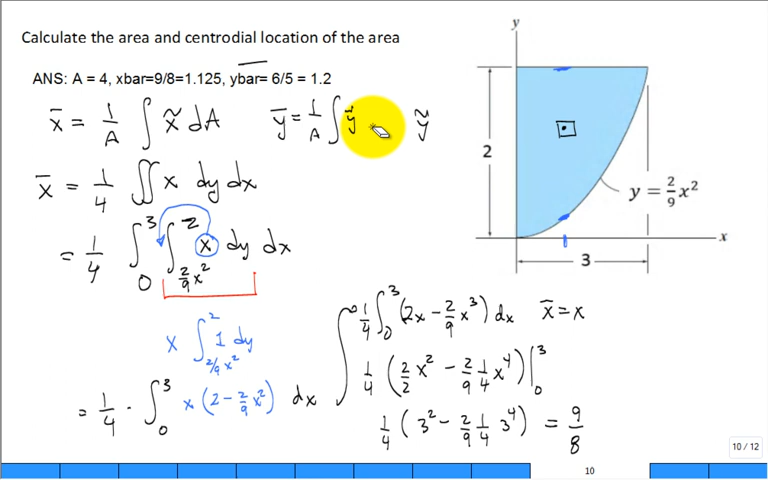 Calculate the area and centrodial location of the area
ANS: A = 4, xbar=9/8=1.125, ybar= 6/5 = 1.2
x̄ = 1/A ∫ x̃ dA
ȳ = 1/A ∫ ỹ
ỹ
x̄ = 1/4 ∫∫ x dy dx
= 1/4 ∫₀³ ∫_{2/9 x²}^{2} x dy dx
x ∫_{2/9 x²}^{2} 1 dy
= 1/4 · ∫₀³ x (2 − 2/9 x²) dx
1/4 ∫₀³ (2x − 2/9 x³) dx
x̄ = x
1/4 (2/2 x² − 2/9 1/4 x⁴) |₀³
1/4 (3² − 2/9 1/4 3⁴) = 9/8
y
2
y = 2/9 x²
x
3
10 / 12
10